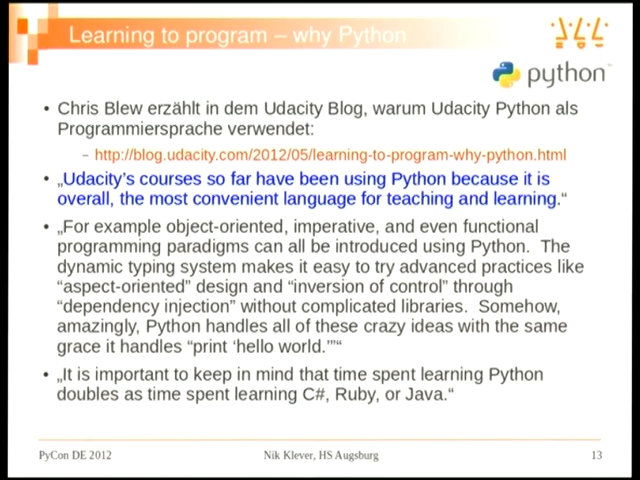 Learning to program – why Python
python
• Chris Blew erzählt in dem Udacity Blog, warum Udacity Python als
Programmiersprache verwendet:
– http://blog.udacity.com/2012/05/learning-to-program-why-python.html
• „Udacity’s courses so far have been using Python because it is
overall, the most convenient language for teaching and learning.“
• „For example object-oriented, imperative, and even functional
programming paradigms can all be introduced using Python.  The
dynamic typing system makes it easy to try advanced practices like
“aspect-oriented” design and “inversion of control” through
“dependency injection” without complicated libraries.  Somehow,
amazingly, Python handles all of these crazy ideas with the same
grace it handles “print ‘hello world.’”“
• „It is important to keep in mind that time spent learning Python
doubles as time spent learning C#, Ruby, or Java.“
PyCon DE 2012
Nik Klever, HS Augsburg
13